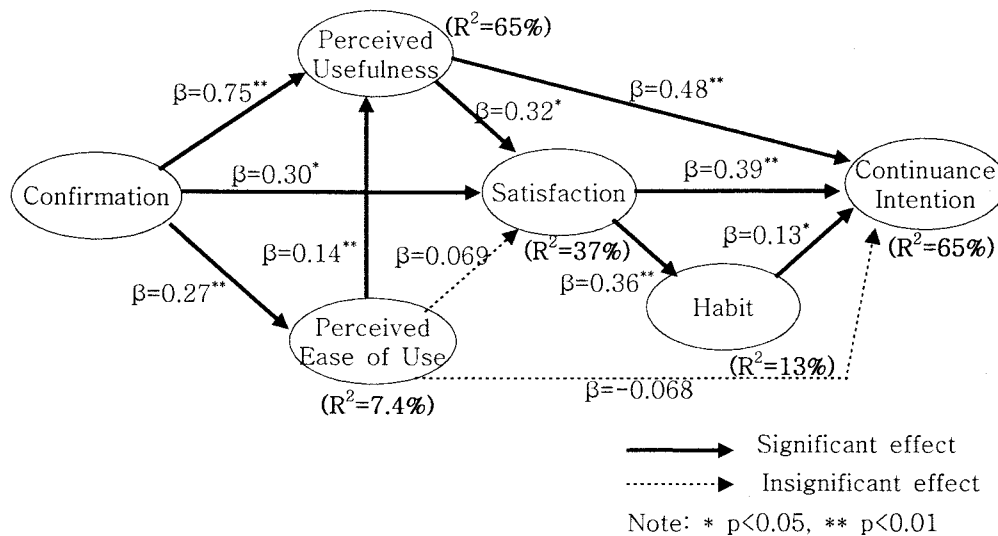 (R²=65%)
Perceived
Usefulness
β=0.75**
β=0.48**
β=0.32*
Confirmation
β=0.30*
Satisfaction
β=0.39**
Continuance
Intention
(R²=37%)
(R²=65%)
β=0.14**
β=0.069
β=0.13*
β=0.27**
β=0.36**
Habit
Perceived
Ease of Use
(R²=13%)
(R²=7.4%)
β=-0.068
Significant effect
Insignificant effect
Note: * p<0.05, ** p<0.01